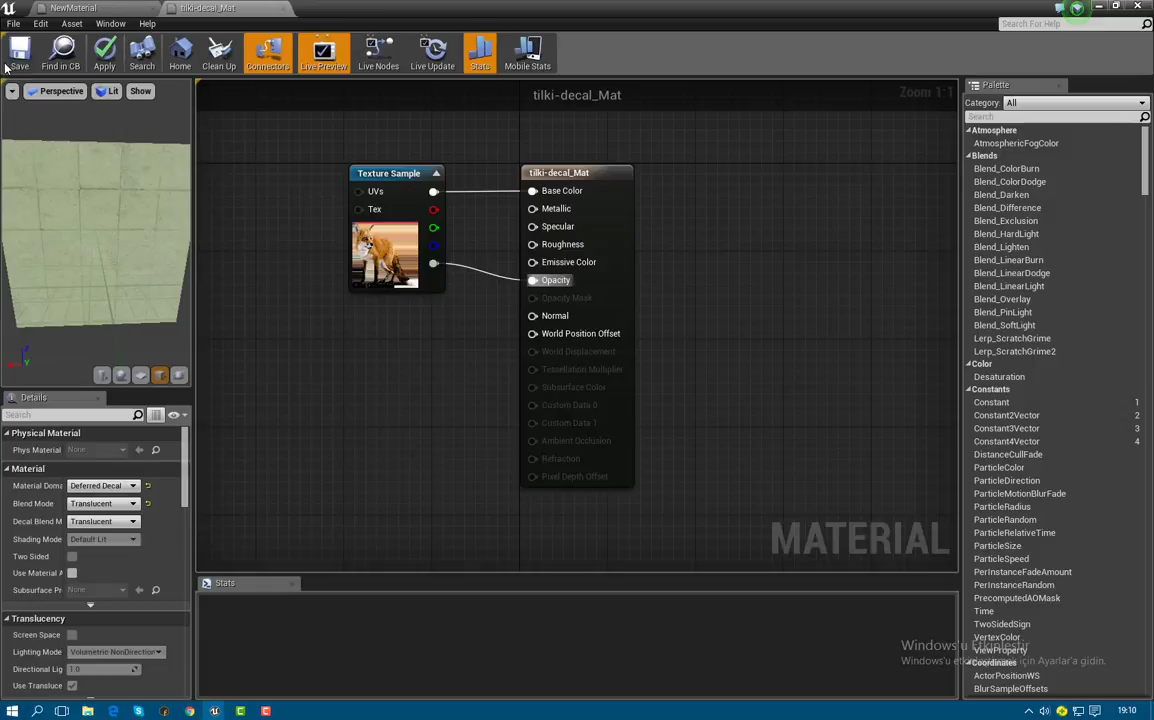 NewMaterial
tilki-decal_Mat
File Edit Asset Window Help
Search For Help
Save
Find in CB
Apply
Search
Home
Clean Up
Connectors
Live Preview
Live Nodes
Live Update
Stats
Mobile Stats
Perspective
Lit
Show
tilki-decal_Mat
Zoom 1:1
Texture Sample
UVs
Tex
tilki-decal_Mat
Base Color
Metallic
Specular
Roughness
Emissive Color
Opacity
Opacity Mask
Normal
World Position Offset
World Displacement
Tessellation Multiplier
Subsurface Color
Custom Data 0
Custom Data 1
Ambient Occlusion
Refraction
Pixel Depth Offset
MATERIAL
Details
Search
Physical Material
Phys Material None
Material
Material Doma Deferred Decal
Blend Mode Translucent
Decal Blend M Translucent
Shading Mode Default Lit
Two Sided
Use Material A
Subsurface Pr None
Translucency
Screen Space
Lighting Mode Volumetric NonDirection
Directional Lig 1.0
Use Transluce
Stats
Palette
Category: All
Search
Atmosphere
AtmosphericFogColor
Blends
Blend_ColorBurn
Blend_ColorDodge
Blend_Darken
Blend_Difference
Blend_Exclusion
Blend_HardLight
Blend_Lighten
Blend_LinearBurn
Blend_LinearDodge
Blend_LinearLight
Blend_Overlay
Blend_PinLight
Blend_SoftLight
Lerp_ScratchGrime
Lerp_ScratchGrime2
Color
Desaturation
Constants
Constant 1
Constant2Vector 2
Constant3Vector 3
Constant4Vector 4
DistanceCullFade
ParticleColor
ParticleDirection
ParticleMotionBlurFade
ParticleRadius
ParticleRandom
ParticleRelativeTime
ParticleSize
ParticleSpeed
PerInstanceFadeAmount
PerInstanceRandom
PrecomputedAOMask
Time
TwoSidedSign
VertexColor
ViewProperty
Coordinates
ActorPositionWS
BlurSampleOffsets
Windows'u Etkinleştir
Windows'u etkinleştirmek için Ayarlar'a gidin.
19:10